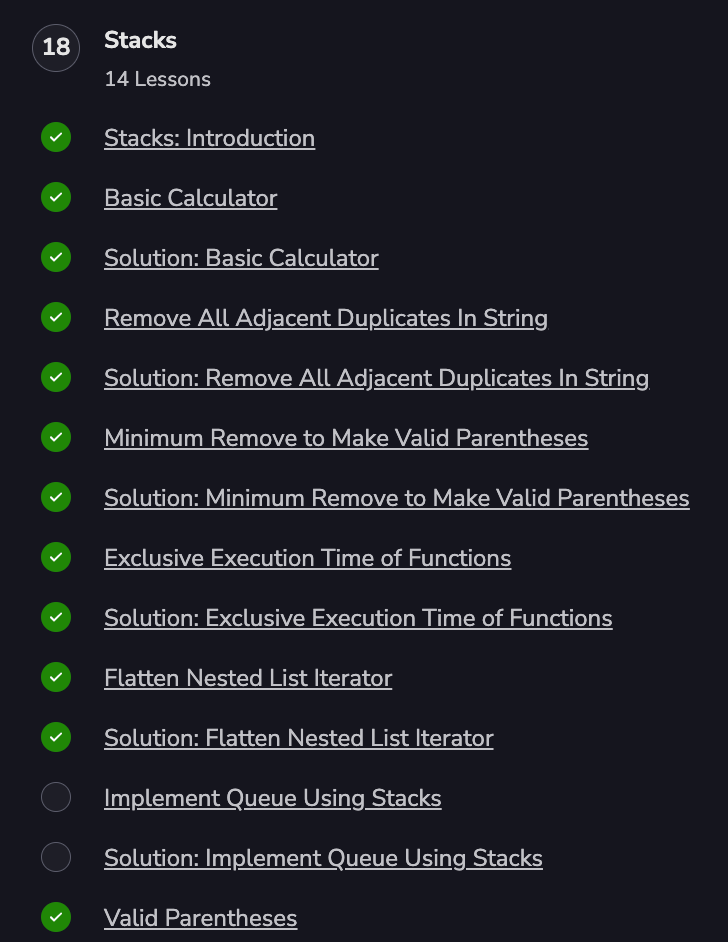 18
Stacks
14 Lessons
Stacks: Introduction
Basic Calculator
Solution: Basic Calculator
Remove All Adjacent Duplicates In String
Solution: Remove All Adjacent Duplicates In String
Minimum Remove to Make Valid Parentheses
Solution: Minimum Remove to Make Valid Parentheses
Exclusive Execution Time of Functions
Solution: Exclusive Execution Time of Functions
Flatten Nested List Iterator
Solution: Flatten Nested List Iterator
Implement Queue Using Stacks
Solution: Implement Queue Using Stacks
Valid Parentheses